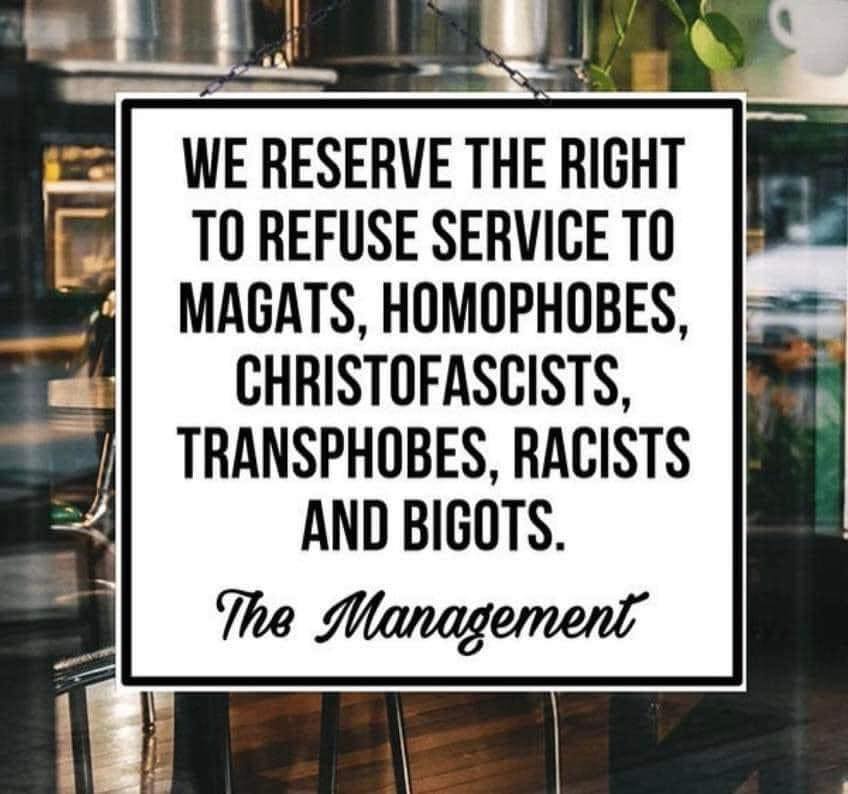 WE RESERVE THE RIGHT
TO REFUSE SERVICE TO
MAGATS, HOMOPHOBES,
CHRISTOFASCISTS,
TRANSPHOBES, RACISTS
AND BIGOTS.
The Management